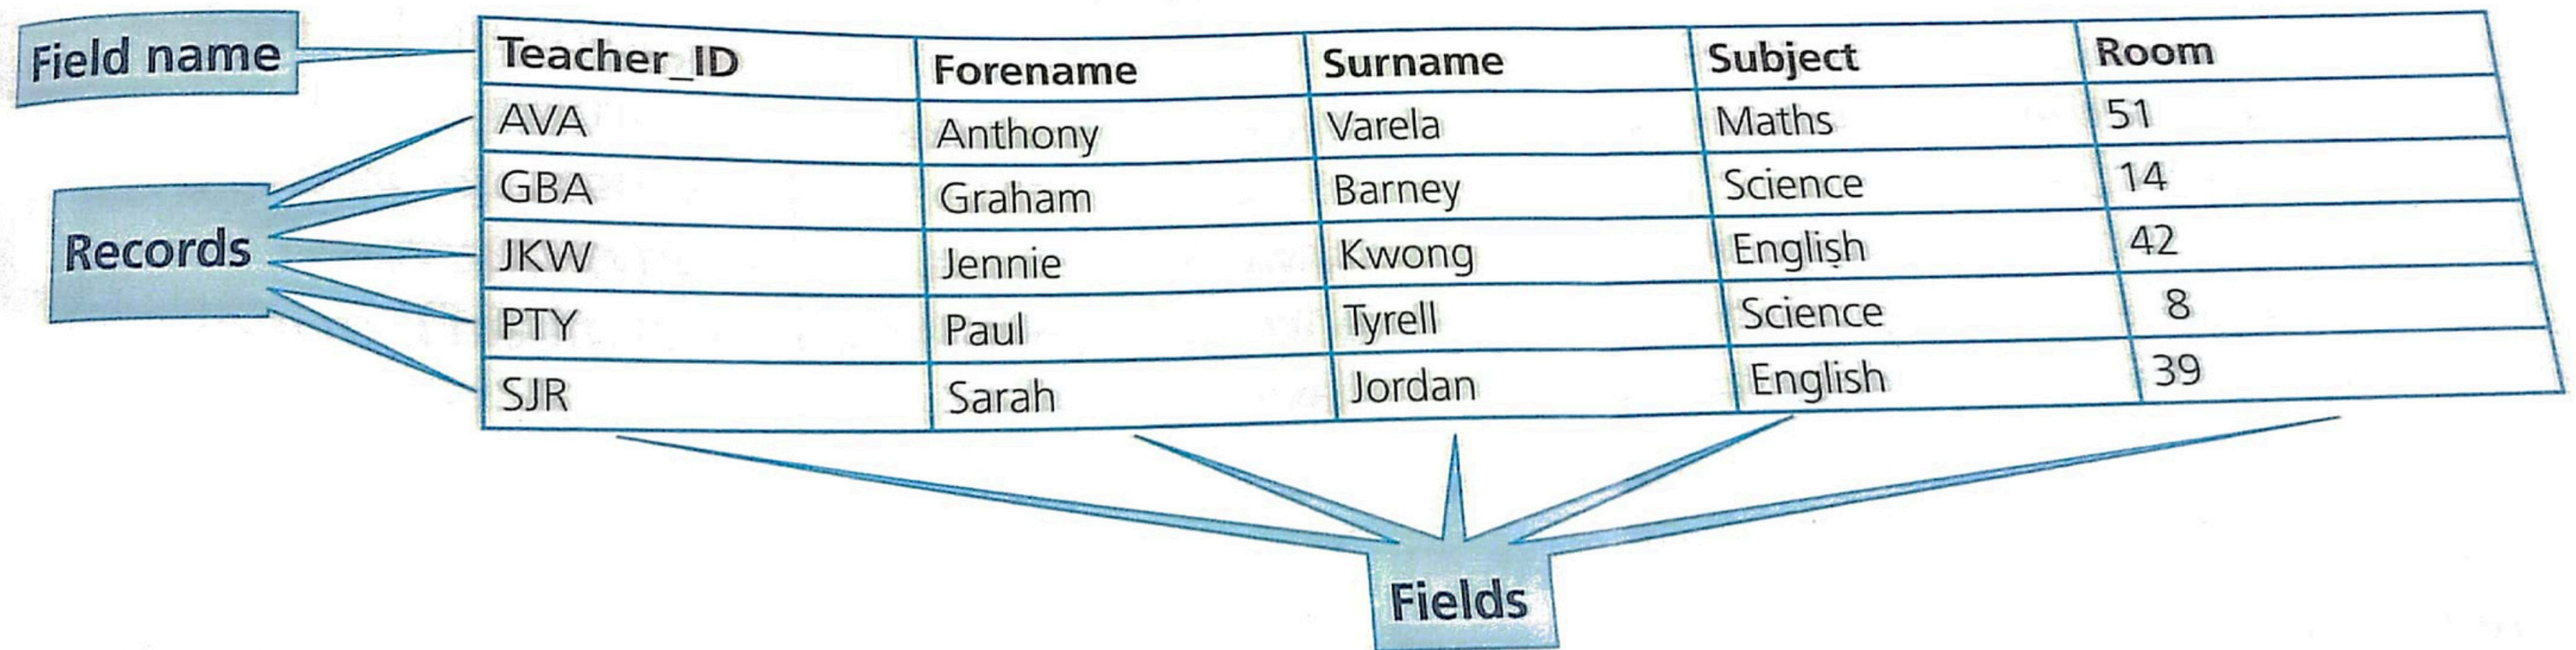 Field name
Teacher_ID Forename Surname Subject Room
AVA Anthony Varela Maths 51
GBA Graham Barney Science 14
Records
JKW Jennie Kwong English 42
PTY Paul Tyrell Science 8
SJR Sarah Jordan English 39
Fields